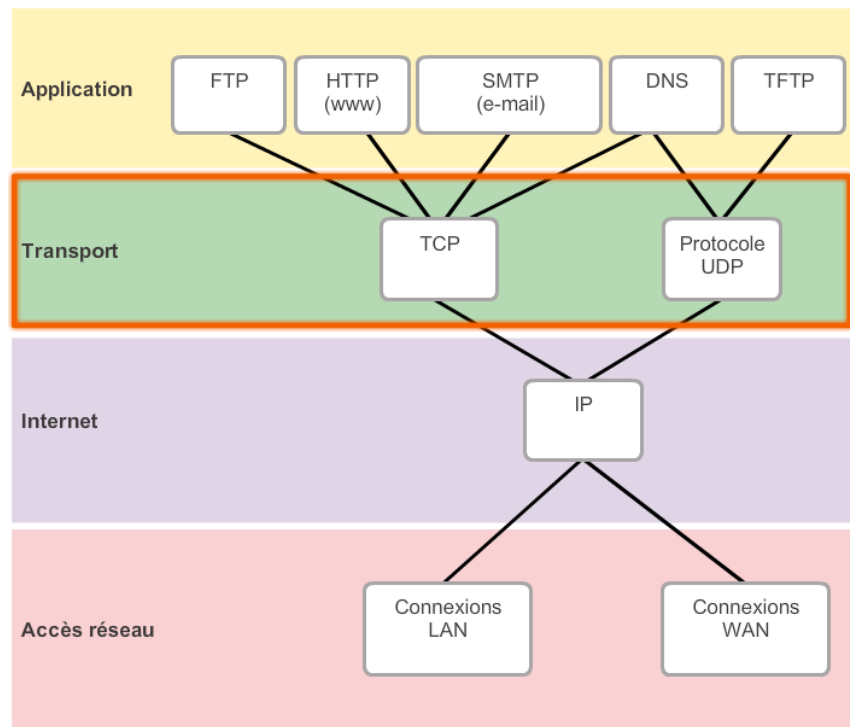 Application
FTP
HTTP
(www)
SMTP
(e-mail)
DNS
TFTP
Transport
TCP
Protocole
UDP
Internet
IP
Accès réseau
Connexions
LAN
Connexions
WAN